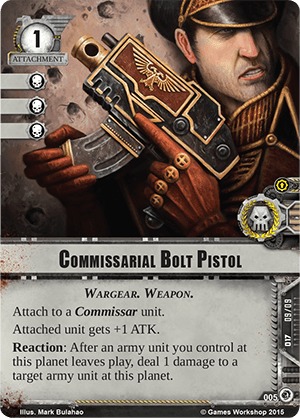 1
ATTACHMENT
COMMISSARIAL BOLT PISTOL
WARGEAR. WEAPON.
Attach to a Commissar unit.
Attached unit gets +1 ATK.
Reaction: After an army unit you control at
this planet leaves play, deal 1 damage to a
target army unit at this planet.
017 09/09
005
Illus. Mark Bulahao
© Games Workshop 2015